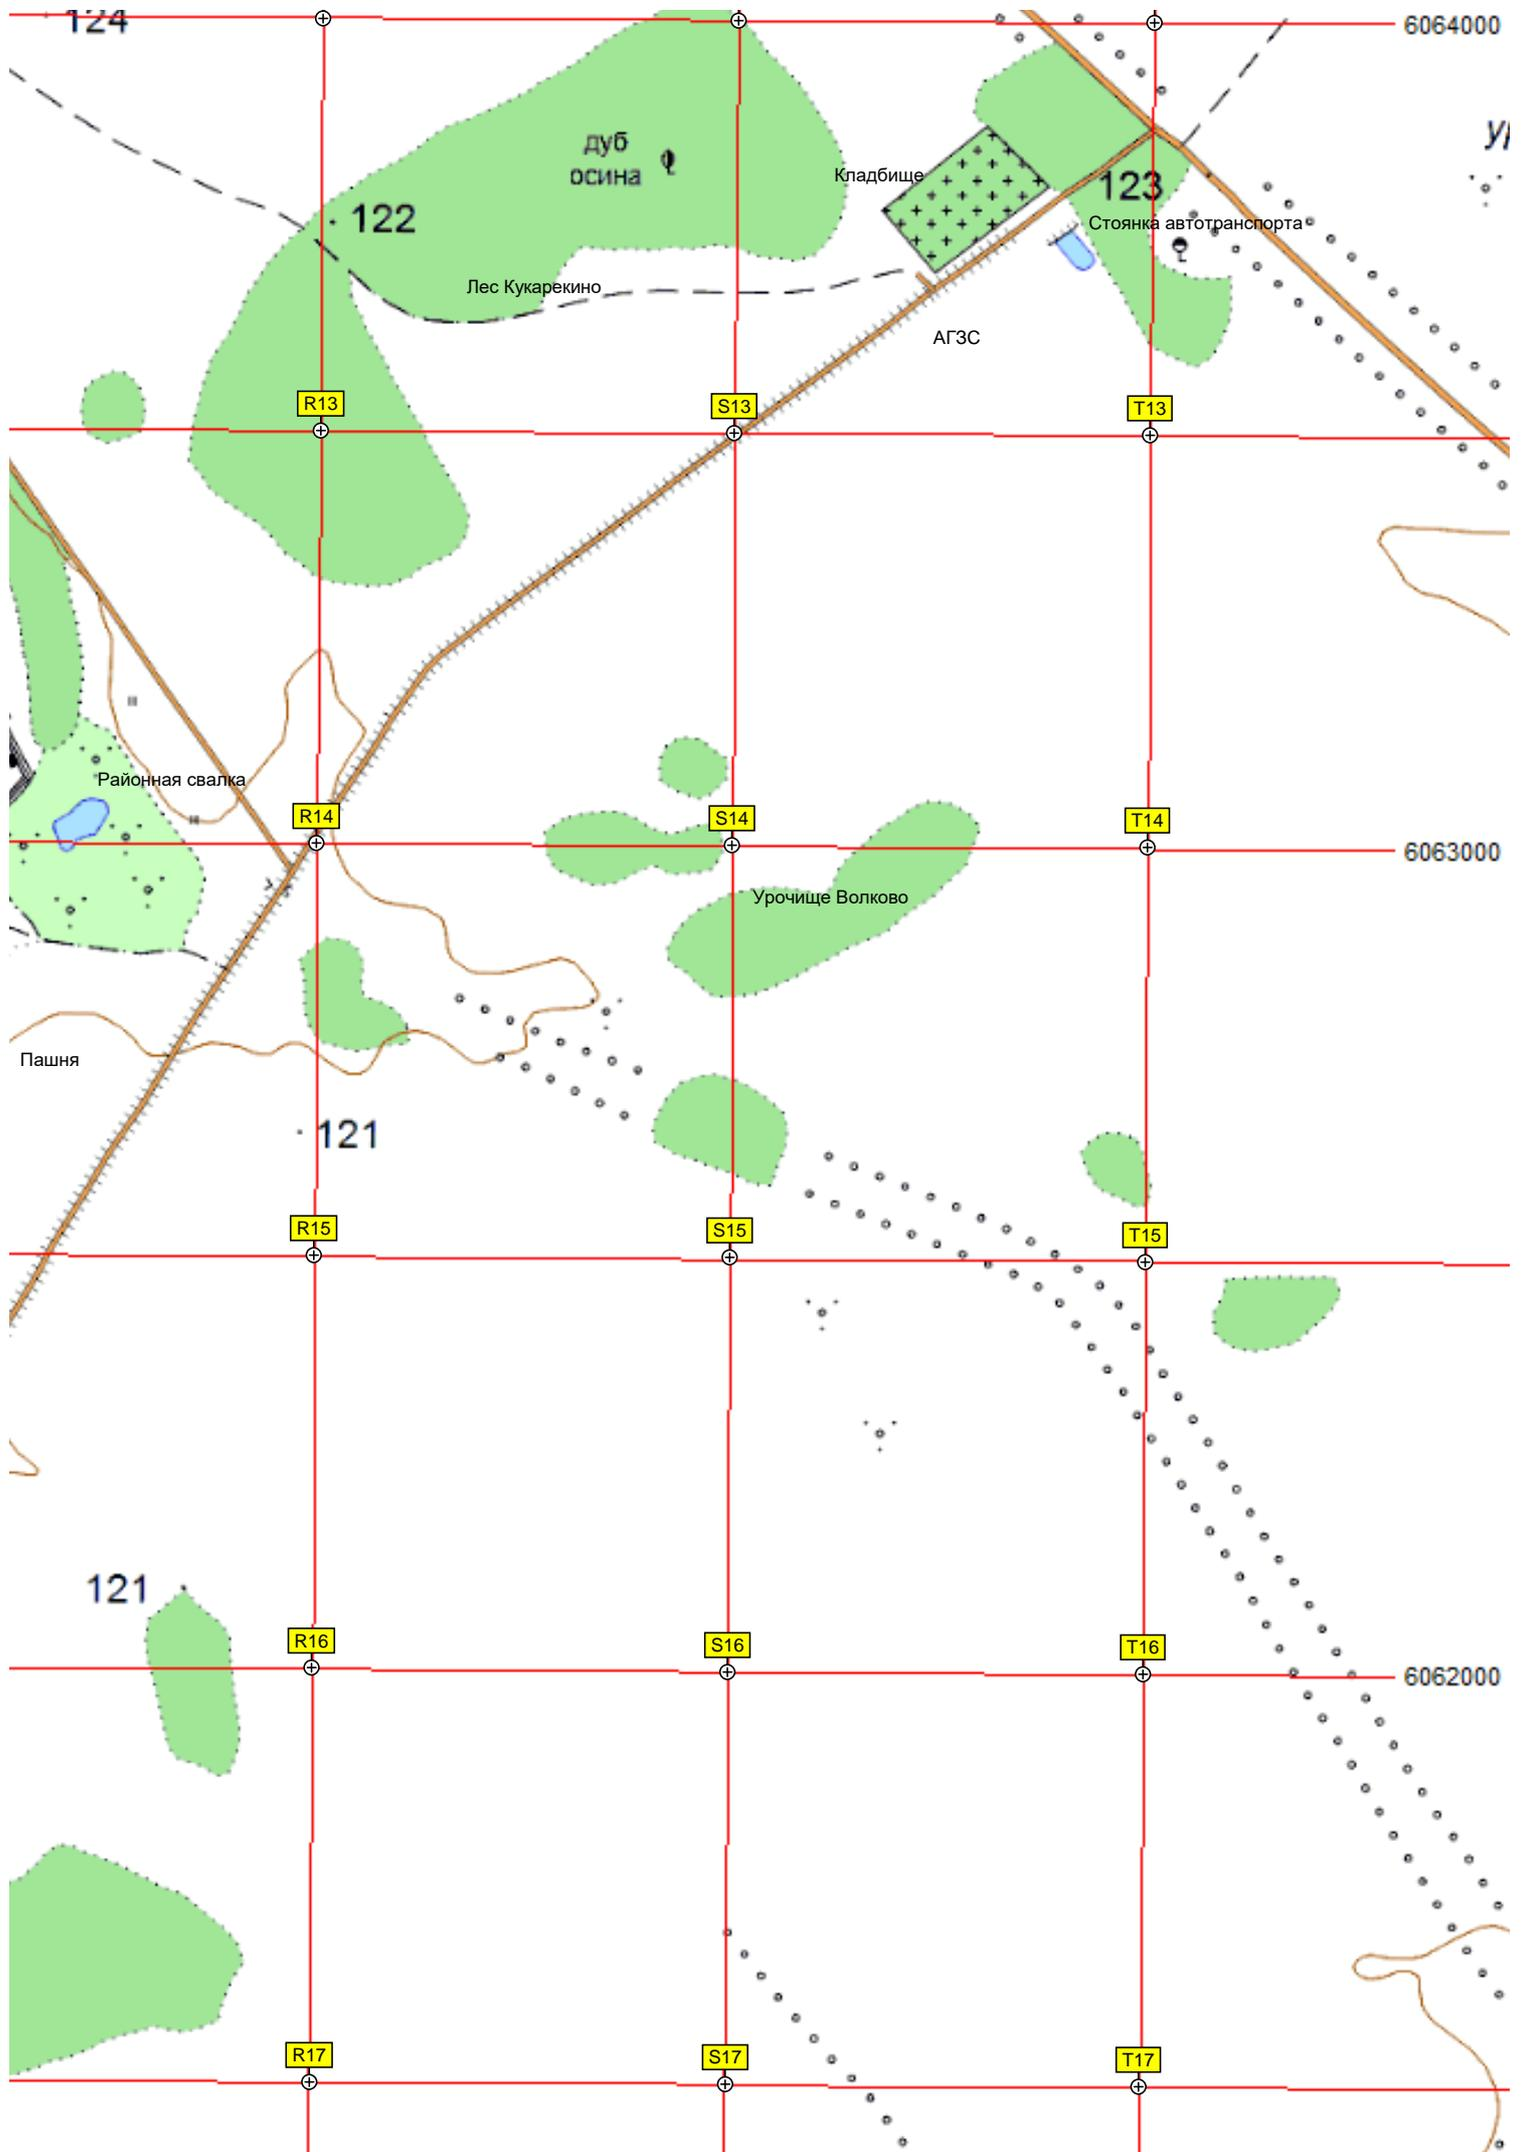 124
6064000
дуб
осина
Кладбище
123
122
Стоянка автотранспорта
Лес Кукарекино
АГЗС
R13
S13
T13
Районная свалка
R14
S14
T14
6063000
Урочище Волково
Пашня
121
R15
S15
T15
121
R16
S16
T16
6062000
R17
S17
T17